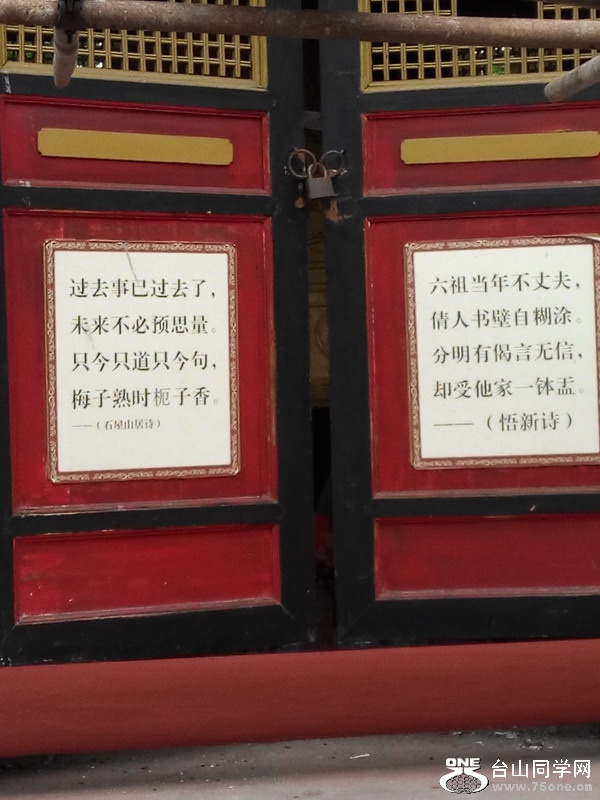 过去事已过去了，
未来不必预思量。
只今只道只今句，
梅子熟时栀子香。
——（石屋山居诗）
六祖当年不丈夫，
倩人书壁自糊涂。
分明有偈言无信，
却受他家一钵盂。
——（悟新诗）
ONE 台山同学网
www.75one.cn